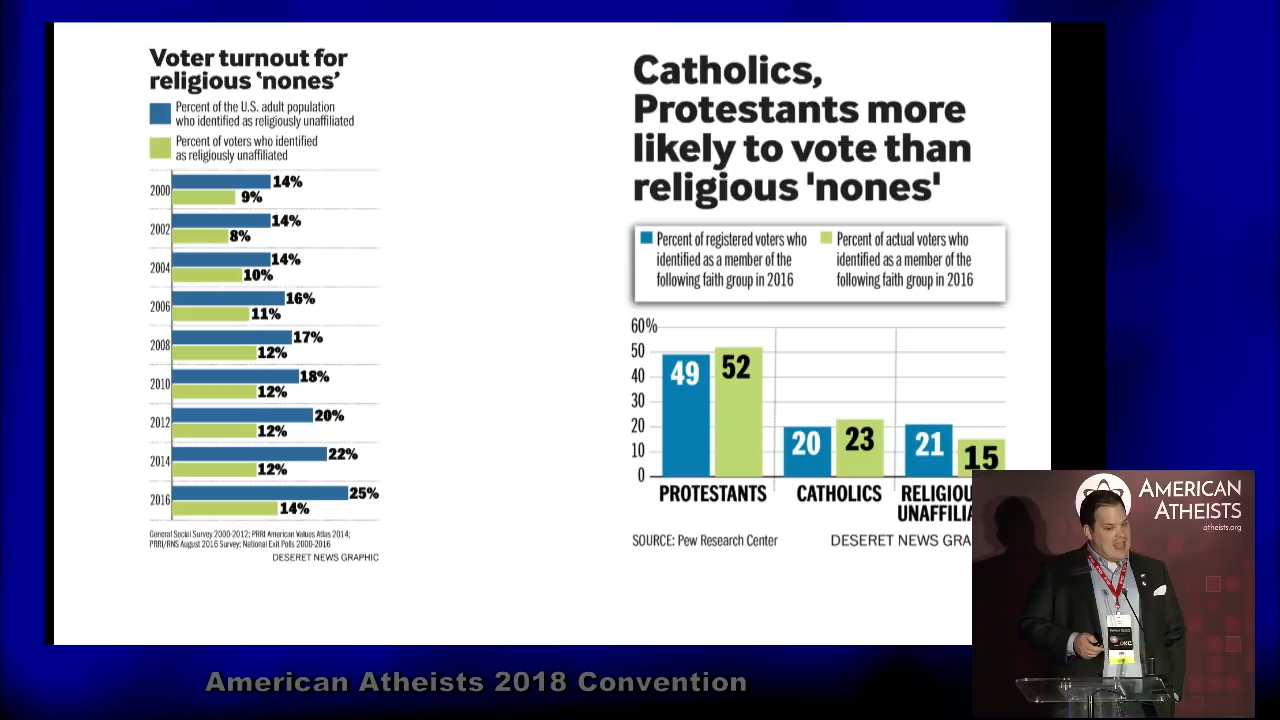 Voter turnout for
religious 'nones'
Percent of the U.S. adult population
who identified as religiously unaffiliated
Percent of voters who identified
as religiously unaffiliated
2000
14%
9%
2002
14%
8%
2004
14%
10%
2006
16%
11%
2008
17%
12%
2010
18%
12%
2012
20%
12%
2014
22%
12%
2016
25%
14%
General Social Survey 2000-2012; PRRI American Values Atlas 2014;
PRRI/RNS August 2016 Survey; National Exit Polls 2000-2016
DESERET NEWS GRAPHIC
Catholics,
Protestants more
likely to vote than
religious 'nones'
Percent of registered voters who
identified as a member of the
following faith group in 2016
Percent of actual voters who
identified as a member of the
following faith group in 2016
60%
50
40
30
20
10
0
49
52
20
23
21
15
PROTESTANTS
CATHOLICS
RELIGIOU
UNAFFILIA
SOURCE: Pew Research Center
DESERET NEWS GRA
AMERICAN
ATHEISTS
atheists.org
American Atheists 2018 Convention